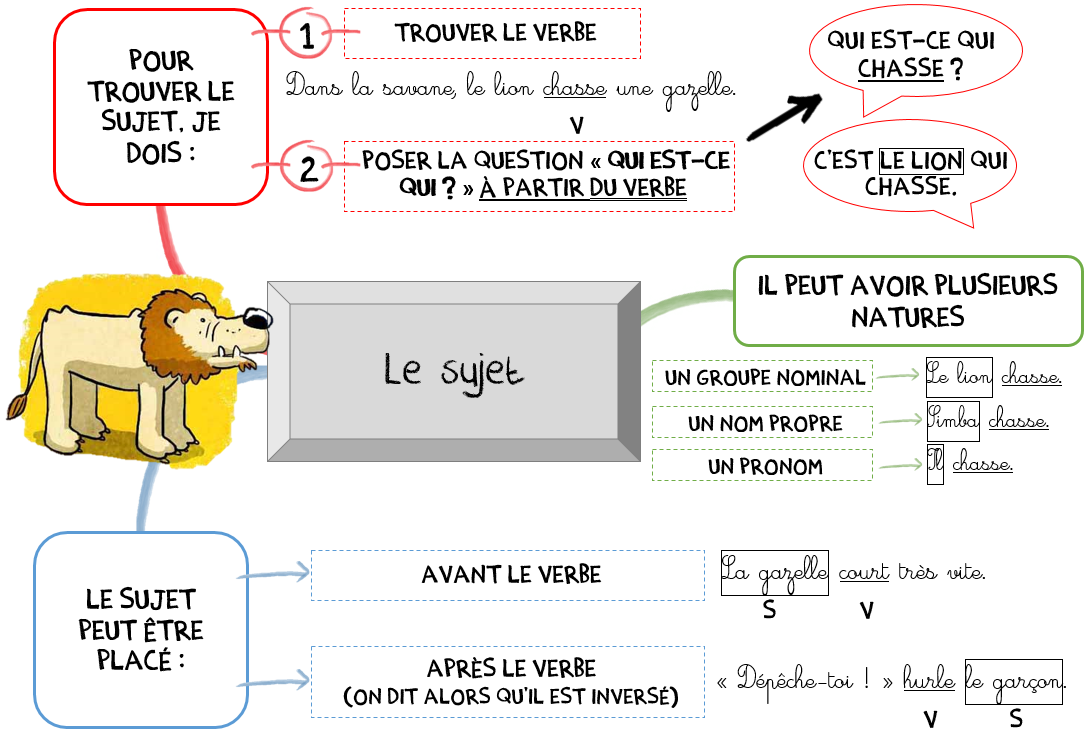 POUR
TROUVER LE
SUJET, JE
DOIS :
1
TROUVER LE VERBE
Dans la savane, le lion chasse une gazelle.
V
2
POSER LA QUESTION « QUI EST-CE
QUI ? » À PARTIR DU VERBE
QUI EST-CE QUI
CHASSE ?
C'EST LE LION QUI
CHASSE.
Le sujet
IL PEUT AVOIR PLUSIEURS
NATURES
UN GROUPE NOMINAL
Le lion chasse.
UN NOM PROPRE
Simba chasse.
UN PRONOM
Il chasse.
LE SUJET
PEUT ÊTRE
PLACÉ :
AVANT LE VERBE
La gazelle court très vite.
S V
APRÈS LE VERBE
(ON DIT ALORS QU'IL EST INVERSÉ)
« Dépêche-toi ! » hurle le garçon.
V S